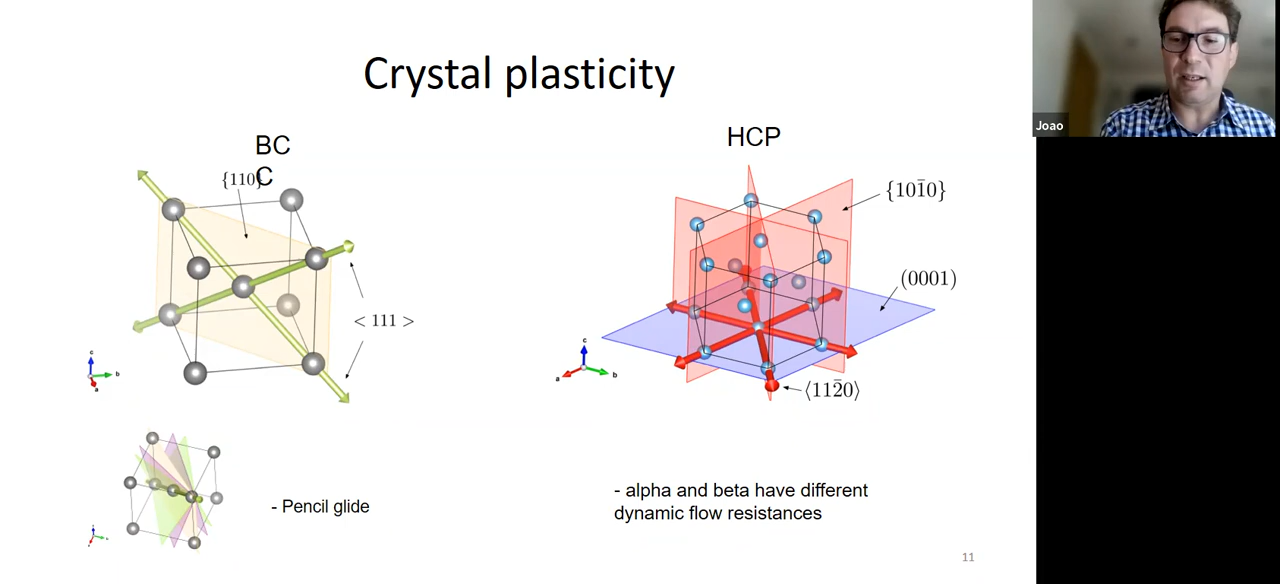 Crystal plasticity
Joao
BC
C
{110}
< 111 >
c
b
a
- Pencil glide
HCP
{101̄0}
(0001)
⟨112̄0⟩
c
a
b
- alpha and beta have different
dynamic flow resistances
11